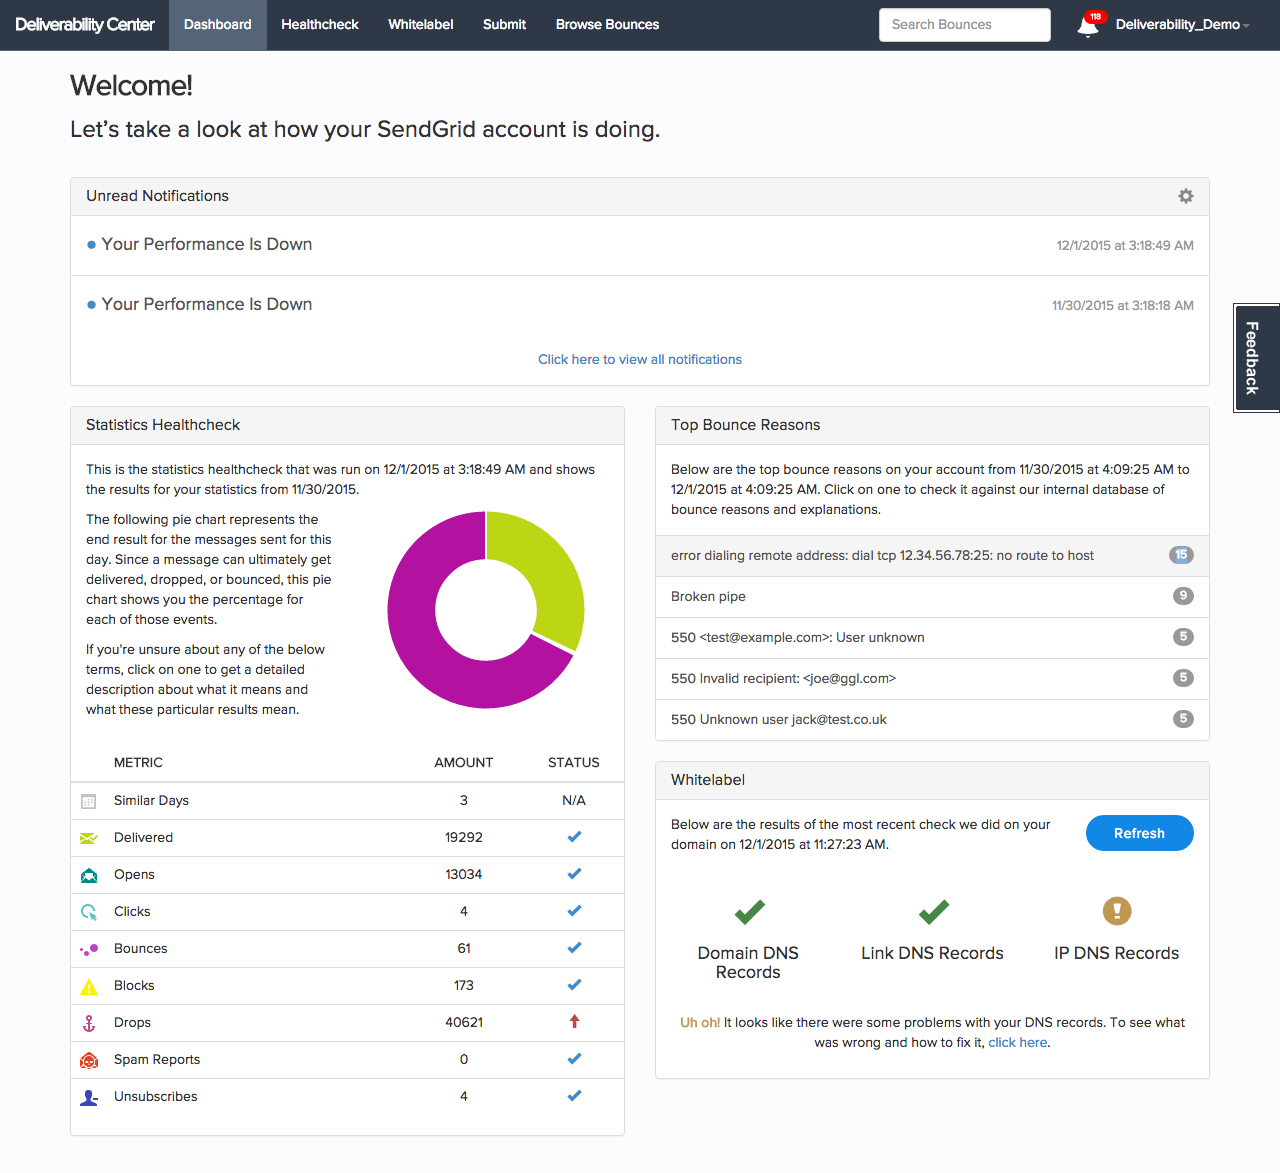 Deliverability Center
Dashboard
Healthcheck
Whitelabel
Submit
Browse Bounces
Search Bounces
118
Deliverability_Demo
Welcome!
Let's take a look at how your SendGrid account is doing.
Unread Notifications
Your Performance Is Down
12/1/2015 at 3:18:49 AM
Your Performance Is Down
11/30/2015 at 3:18:18 AM
Click here to view all notifications
Feedback
Statistics Healthcheck
This is the statistics healthcheck that was run on 12/1/2015 at 3:18:49 AM and shows
the results for your statistics from 11/30/2015.
The following pie chart represents the
end result for the messages sent for this
day. Since a message can ultimately get
delivered, dropped, or bounced, this pie
chart shows you the percentage for
each of those events.
If you're unsure about any of the below
terms, click on one to get a detailed
description about what it means and
what these particular results mean.
METRIC AMOUNT STATUS
Similar Days 3 N/A
Delivered 19292
Opens 13034
Clicks 4
Bounces 61
Blocks 173
Drops 40621
Spam Reports 0
Unsubscribes 4
Top Bounce Reasons
Below are the top bounce reasons on your account from 11/30/2015 at 4:09:25 AM to
12/1/2015 at 4:09:25 AM. Click on one to check it against our internal database of
bounce reasons and explanations.
error dialing remote address: dial tcp 12.34.56.78:25: no route to host 15
Broken pipe 9
550 <test@example.com>: User unknown 5
550 Invalid recipient: <joe@ggl.com> 5
550 Unknown user jack@test.co.uk 5
Whitelabel
Below are the results of the most recent check we did on your
domain on 12/1/2015 at 11:27:23 AM.
Refresh
Domain DNS
Records
Link DNS Records
IP DNS Records
Uh oh! It looks like there were some problems with your DNS records. To see what
was wrong and how to fix it, click here.